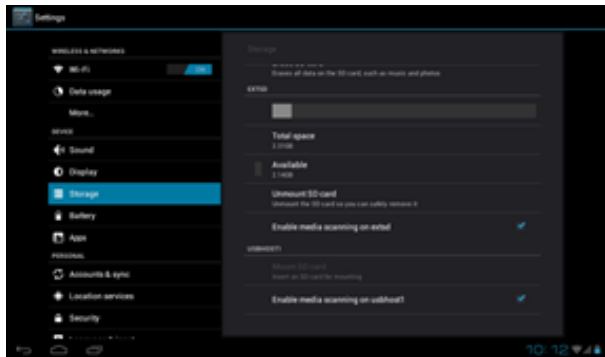 Settings
WIRELESS & NETWORKS
Wi-Fi
ON
Data usage
More...
DEVICE
Sound
Display
Storage
Battery
Apps
PERSONAL
Accounts & sync
Location services
Security
Storage
Erases all data on the SD card, such as music and photos
EXTSD
Total space
Available
Unmount SD card
Unmount the SD card so you can safely remove it
Enable media scanning on extsd
USBHOST1
Mount SD card
Insert an SD card for mounting
Enable media scanning on usbhost1
10:12